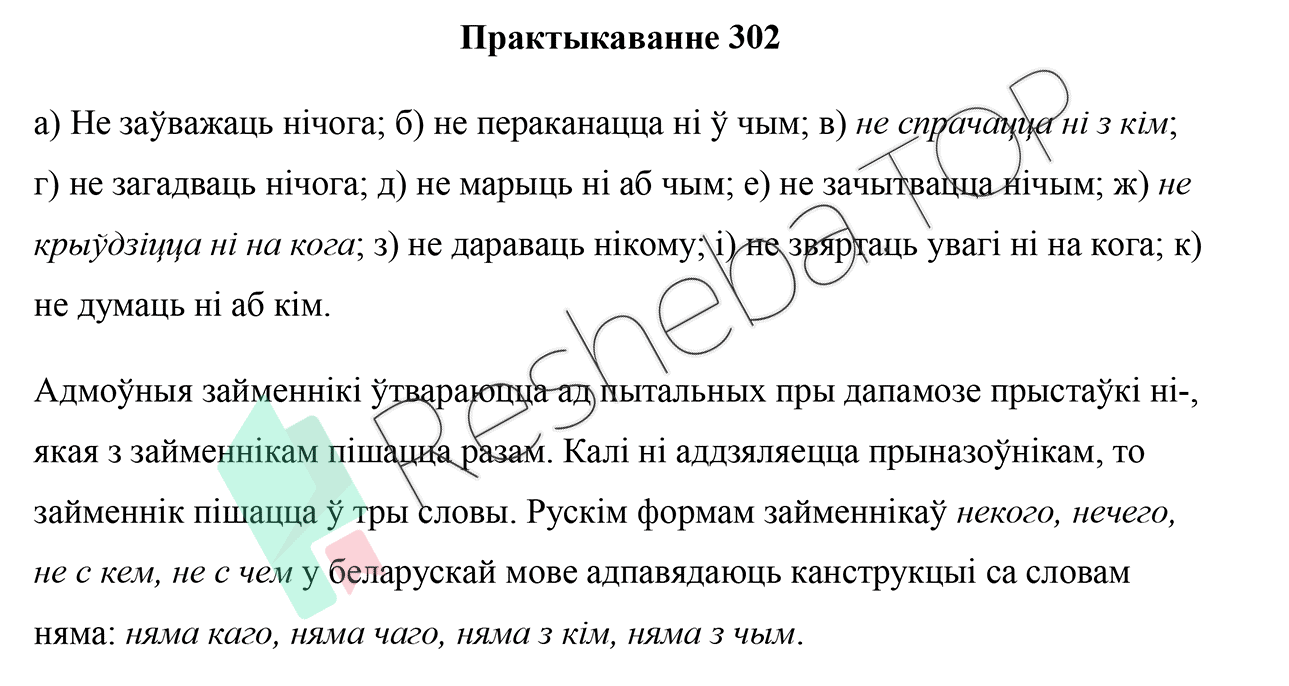 Практыкаванне 302
а) Не заўважаць нічога; б) не пераканацца ні ў чым; в) не спрачацца ні з кім;
г) не загадваць нічога; д) не марыць ні аб чым; е) не зачытвацца нічым; ж) не
крыўдзіцца ні на кога; з) не дараваць нікому; і) не звяртаць увагі ні на кога; к)
не думаць ні аб кім.
Адмоўныя займеннікі ўтвараюцца ад пытальных пры дапамозе прыстаўкі ні-,
якая з займеннікам пішацца разам. Калі ні аддзяляецца прыназоўнікам, то
займеннік пішацца ў тры словы. Рускім формам займеннікаў некого, нечего,
не с кем, не с чем у беларускай мове адпавядаюць канструкцыі са словам
няма: няма каго, няма чаго, няма з кім, няма з чым.
Resheba.TOP